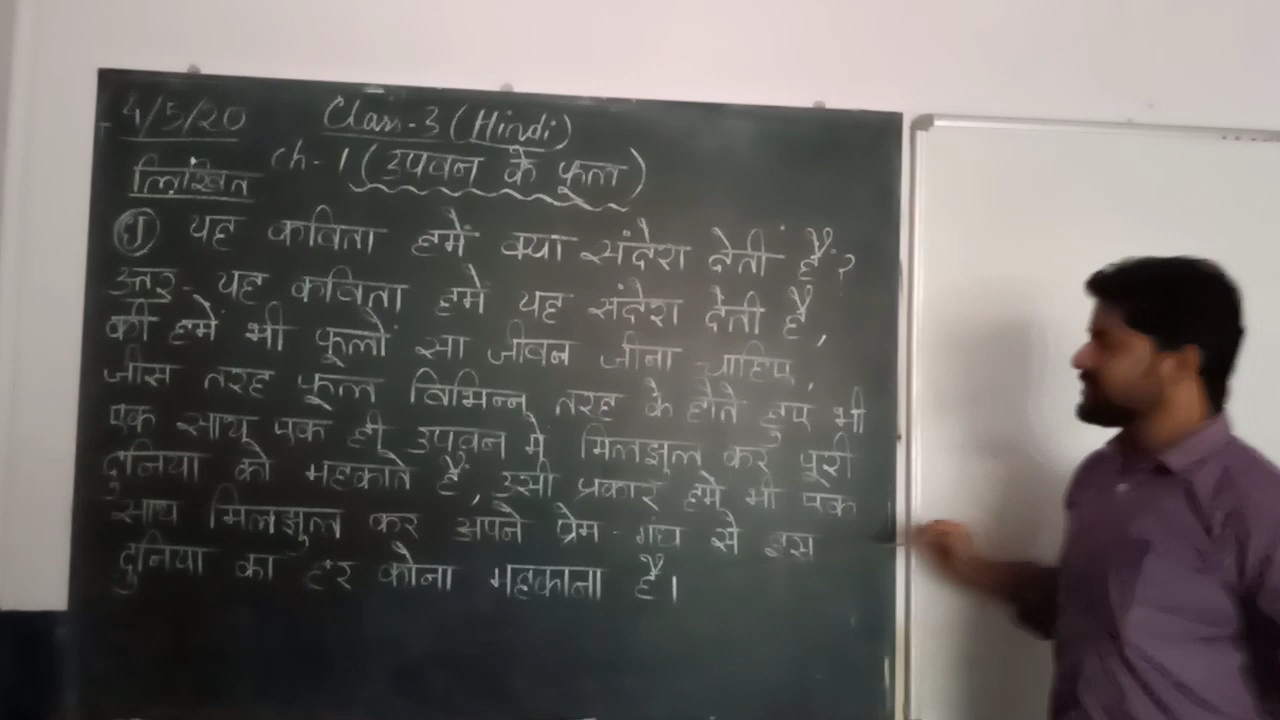 4/5/20 Class-3 (Hindi)
लिखित ch-1 (उपवन के फूल)
यह कविता हमें क्या संदेश देतीं हैं?
उत्तर- यह कविता हमें यह संदेश देती हैं,
की हमें भी फूलों सा जीवन जीना चाहिए,
जीस तरह फूल विभिन्न तरह के होते हुए भी
एक साथ एक ही उपवन में मिलझुल कर पूरी
दुनिया को महकाते हैं, उसी प्रकार हमें भी एक
साथ मिलझुल कर अपने प्रेम-गंध से इस
दुनिया का हर कोना महकाना है।